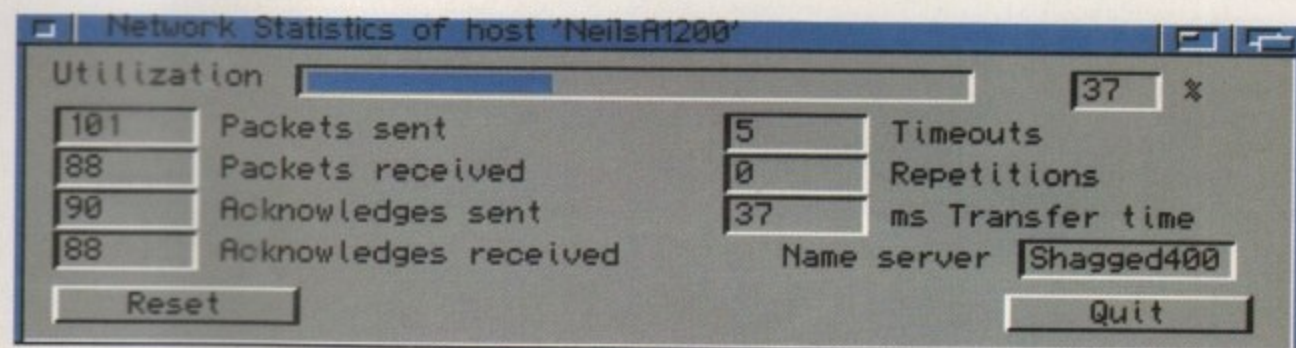 Network Statistics of host 'NeilsA1200'
Utilization 37 %
101 Packets sent 5 Timeouts
88 Packets received 0 Repetitions
90 Acknowledges sent 37 ms Transfer time
88 Acknowledges received Name server Shagged400
Reset Quit